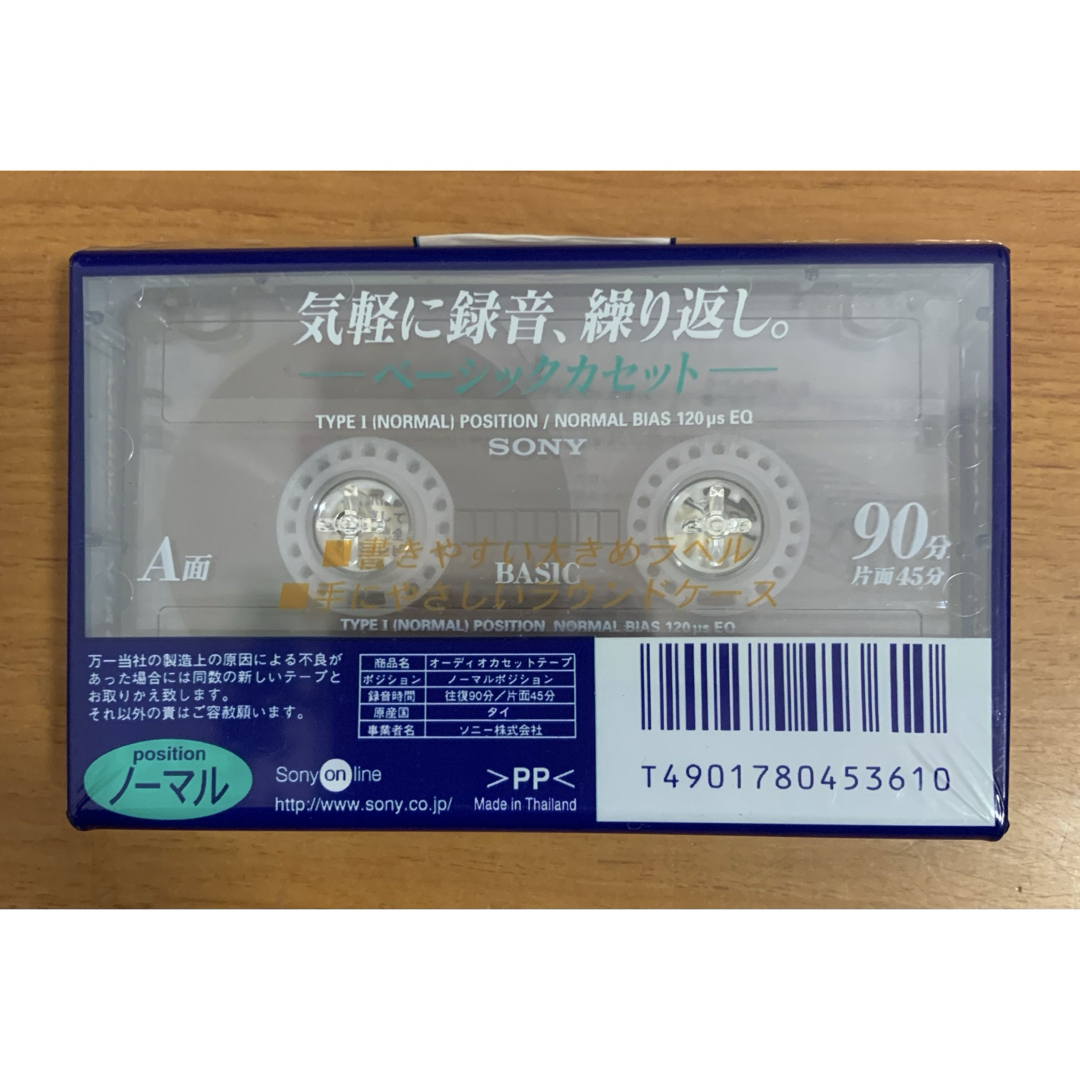 気軽に録音、繰り返し。
ベーシックカセット
TYPE I (NORMAL) POSITION / NORMAL BIAS 120 µs EQ
SONY
A面
90分
片面45分
■書きやすい大きめラベル
BASIC
■手にやさしいラウンドケース
TYPE I (NORMAL) POSITION NORMAL BIAS 120 µs EQ
万一当社の製造上の原因による不良が
あった場合には同数の新しいテープと
お取りかえ致します。
それ以外の責はご容赦願います。
商品名 オーディオカセットテープ
ポジション ノーマルポジション
録音時間 往復90分／片面45分
原産国 タイ
事業者名 ソニー株式会社
position
ノーマル
Sony on line
http://www.sony.co.jp/
>PP<
Made in Thailand
T4901780453610